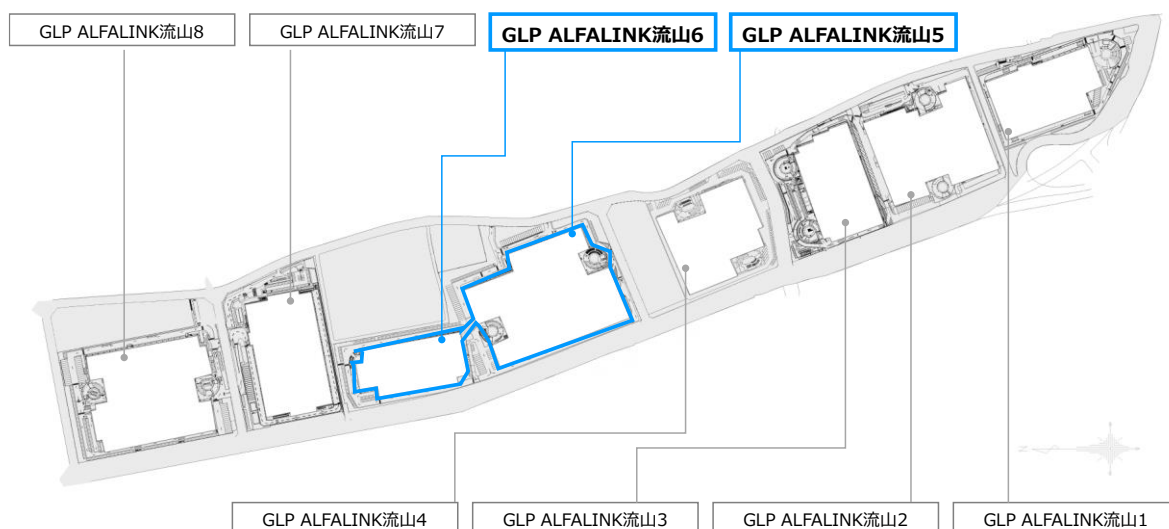 GLP ALFALINK流山8
GLP ALFALINK流山7
GLP ALFALINK流山6
GLP ALFALINK流山5
GLP ALFALINK流山4
GLP ALFALINK流山3
GLP ALFALINK流山2
GLP ALFALINK流山1